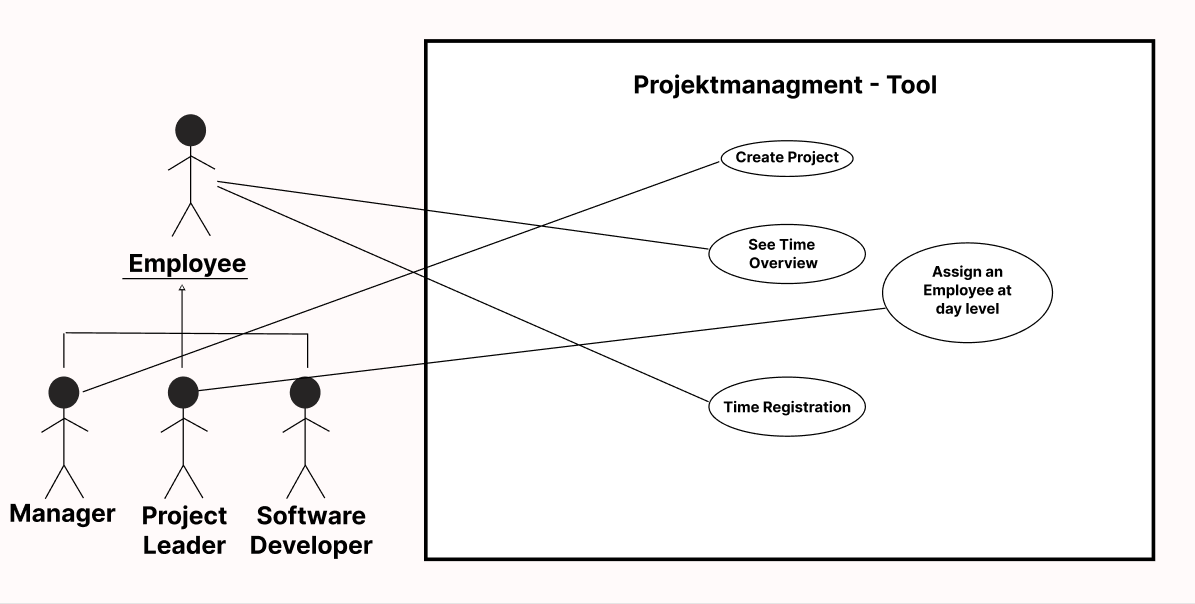 Projektmanagment - Tool
Create Project
See Time
Overview
Assign an
Employee at
day level
Time Registration
Employee
Manager
Project
Leader
Software
Developer